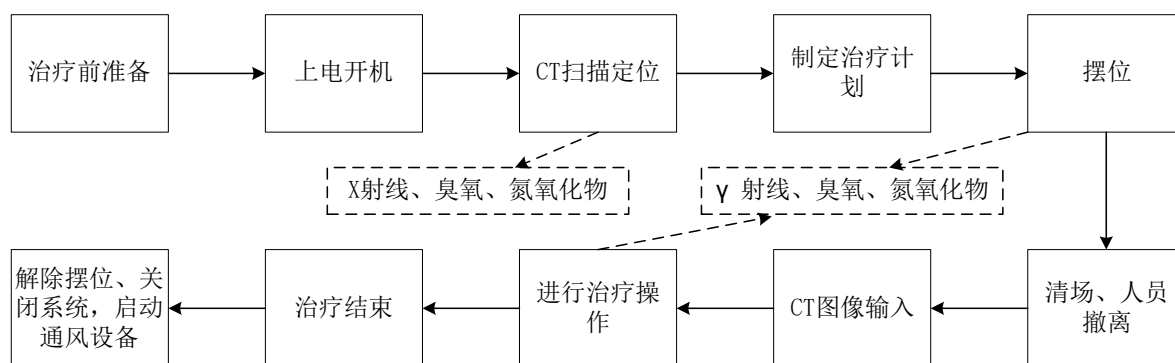 治疗前准备
上电开机
CT扫描定位
制定治疗计
划
摆位
X射线、臭氧、氮氧化物
γ 射线、臭氧、氮氧化物
解除摆位、关
闭系统，启动
通风设备
治疗结束
进行治疗操
作
CT图像输入
清场、人员
撤离